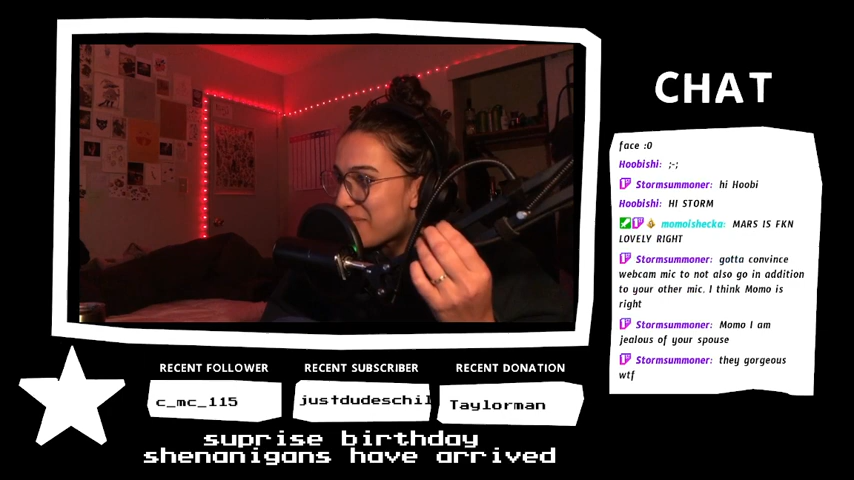 CHAT
face :0
Hoobishi: ;-;
Stormsummoner: hi Hoobi
Hoobishi: HI STORM
momoishecka: MARS IS FKN
LOVELY RIGHT
Stormsummoner: gotta convince
webcam mic to not also go in addition
to your other mic. I think Momo is
right
Stormsummoner: Momo I am
jealous of your spouse
Stormsummoner: they gorgeous
wtf
RECENT FOLLOWER
RECENT SUBSCRIBER
RECENT DONATION
c_mc_115
justdudeschil
Taylorman
suprise birthday
shenanigans have arrived